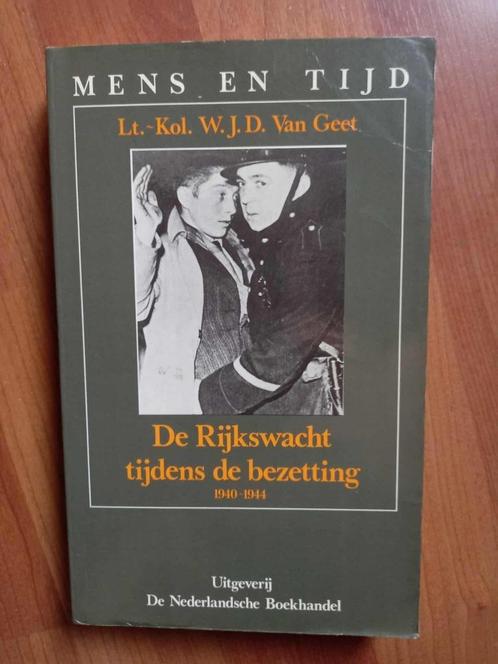 MENS EN TIJD
Lt.~Kol. W.J.D. Van Geet
De Rijkswacht
tijdens de bezetting
1940-1944
Uitgeverij
De Nederlandsche Boekhandel